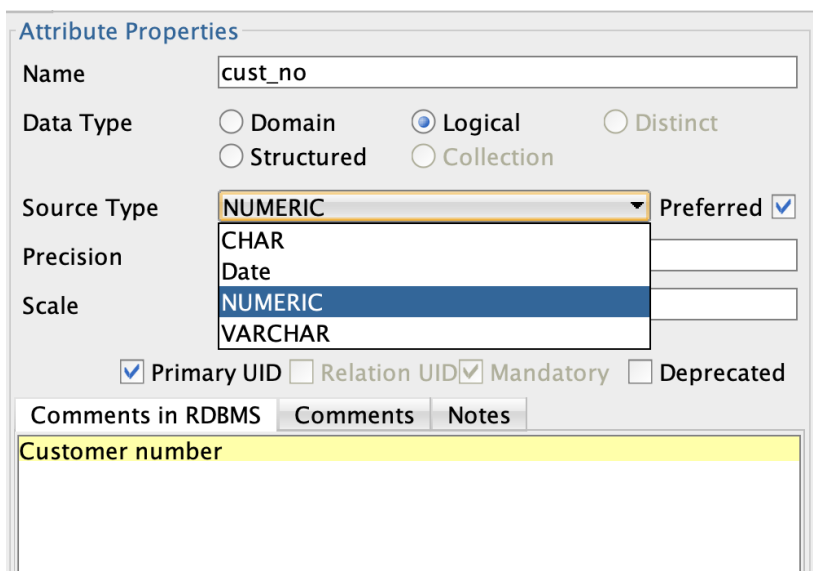 Attribute Properties
Name cust_no
Data Type Domain Logical Distinct
Structured Collection
Source Type NUMERIC Preferred
CHAR
Precision
Date
Scale NUMERIC
VARCHAR
Primary UID Relation UID Mandatory Deprecated
Comments in RDBMS Comments Notes
Customer number